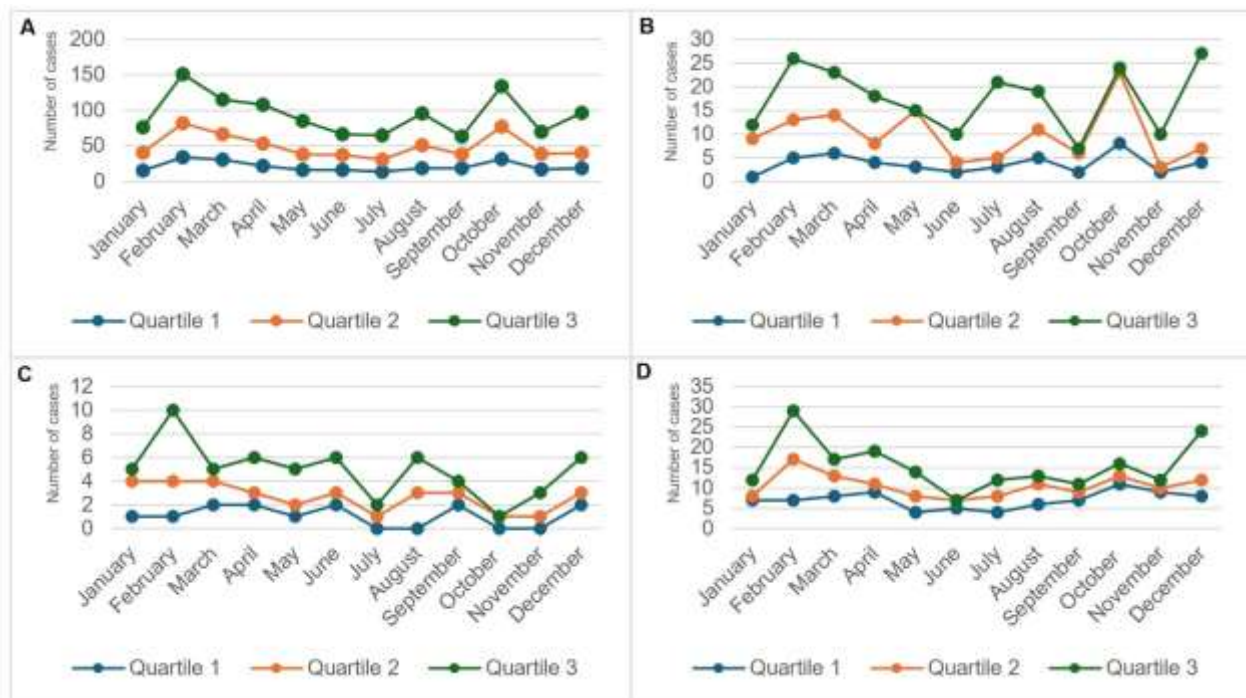 A
Number of cases
200
150
100
50
0
January
February
March
April
May
June
July
August
September
October
November
December
Quartile 1 Quartile 2 Quartile 3
B
Number of cases
30
25
20
15
10
5
0
January
February
March
April
May
June
July
August
September
October
November
December
Quartile 1 Quartile 2 Quartile 3
C
Number of cases
12
10
8
6
4
2
0
January
February
March
April
May
June
July
August
September
October
November
December
Quartile 1 Quartile 2 Quartile 3
D
Number of cases
35
30
25
20
15
10
5
0
January
February
March
April
May
June
July
August
September
October
November
December
Quartile 1 Quartile 2 Quartile 3